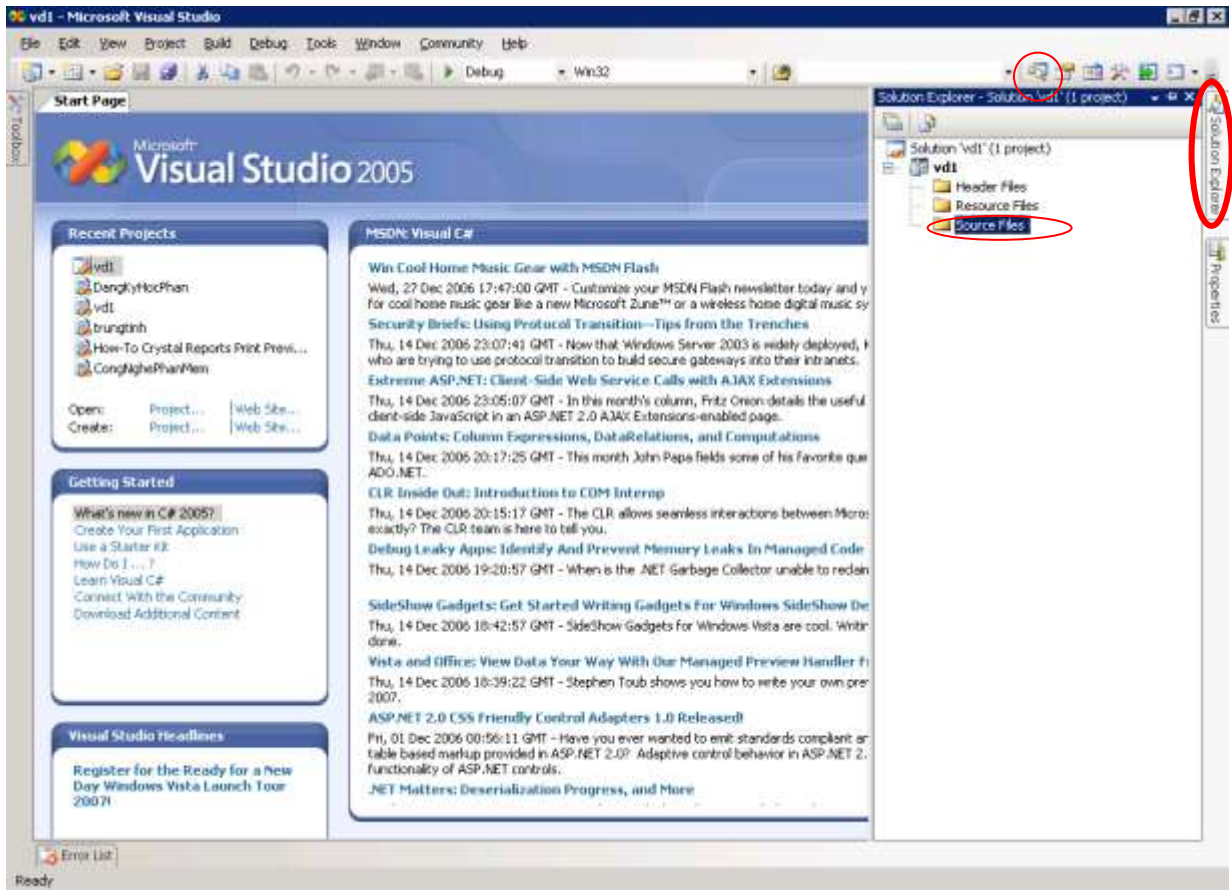 vd1 - Microsoft Visual Studio
File Edit View Project Build Debug Tools Window Community Help
Debug Win32
Toolbox
Start Page
Microsoft
Visual Studio 2005
Recent Projects
vd1
DangKyHocPhan
vd1
trungtinh
How-To Crystal Reports Print Previ...
CongNghePhanMem
Open: Project... Web Site...
Create: Project... Web Site...
Getting Started
What's new in C# 2005?
Create Your First Application
Use a Starter Kit
How Do I ... ?
Learn Visual C#
Connect With the Community
Download Additional Content
Visual Studio Headlines
Register for the Ready for a New
Day Windows Vista Launch Tour
2007!
MSDN: Visual C#
Win Cool Home Music Gear with MSDN Flash
Wed, 27 Dec 2006 17:47:00 GMT - Customize your MSDN Flash newsletter today and y
for cool home music gear like a new Microsoft Zune™ or a wireless home digital music sy
Security Briefs: Using Protocol Transition—Tips from the Trenches
Thu, 14 Dec 2006 23:07:41 GMT - Now that Windows Server 2003 is widely deployed,
who are trying to use protocol transition to build secure gateways into their intranets.
Extreme ASP.NET: Client-Side Web Service Calls with AJAX Extensions
Thu, 14 Dec 2006 23:05:07 GMT - In this month's column, Fritz Onion details the useful
client-side JavaScript in an ASP.NET 2.0 AJAX Extensions-enabled page.
Data Points: Column Expressions, DataRelations, and Computations
Thu, 14 Dec 2006 20:17:25 GMT - This month John Papa fields some of his favorite que
ADO.NET.
CLR Inside Out: Introduction to COM Interop
Thu, 14 Dec 2006 20:15:17 GMT - The CLR allows seamless interactions between Micros
exactly? The CLR team is here to tell you.
Debug Leaky Apps: Identify And Prevent Memory Leaks In Managed Code
Thu, 14 Dec 2006 19:20:57 GMT - When is the .NET Garbage Collector unable to reclaim
SideShow Gadgets: Get Started Writing Gadgets For Windows SideShow De
Thu, 14 Dec 2006 18:42:57 GMT - SideShow Gadgets for Windows Vista are cool. Writin
done.
Vista and Office: View Data Your Way With Our Managed Preview Handler Fr
Thu, 14 Dec 2006 18:39:22 GMT - Stephen Toub shows you how to write your own prev
2007.
ASP.NET 2.0 CSS Friendly Control Adapters 1.0 Released!
Fri, 01 Dec 2006 00:56:11 GMT - Have you ever wanted to emit standards compliant an
table based markup provided in ASP.NET 2.0? Adaptive control behavior in ASP.NET 2.
functionality of ASP.NET controls.
.NET Matters: Deserialization Progress, and More
Solution Explorer - Solution 'vd1' (1 project)
Solution 'vd1' (1 project)
vd1
Header Files
Resource Files
Source Files
Solution Explorer
Properties
Error List
Ready